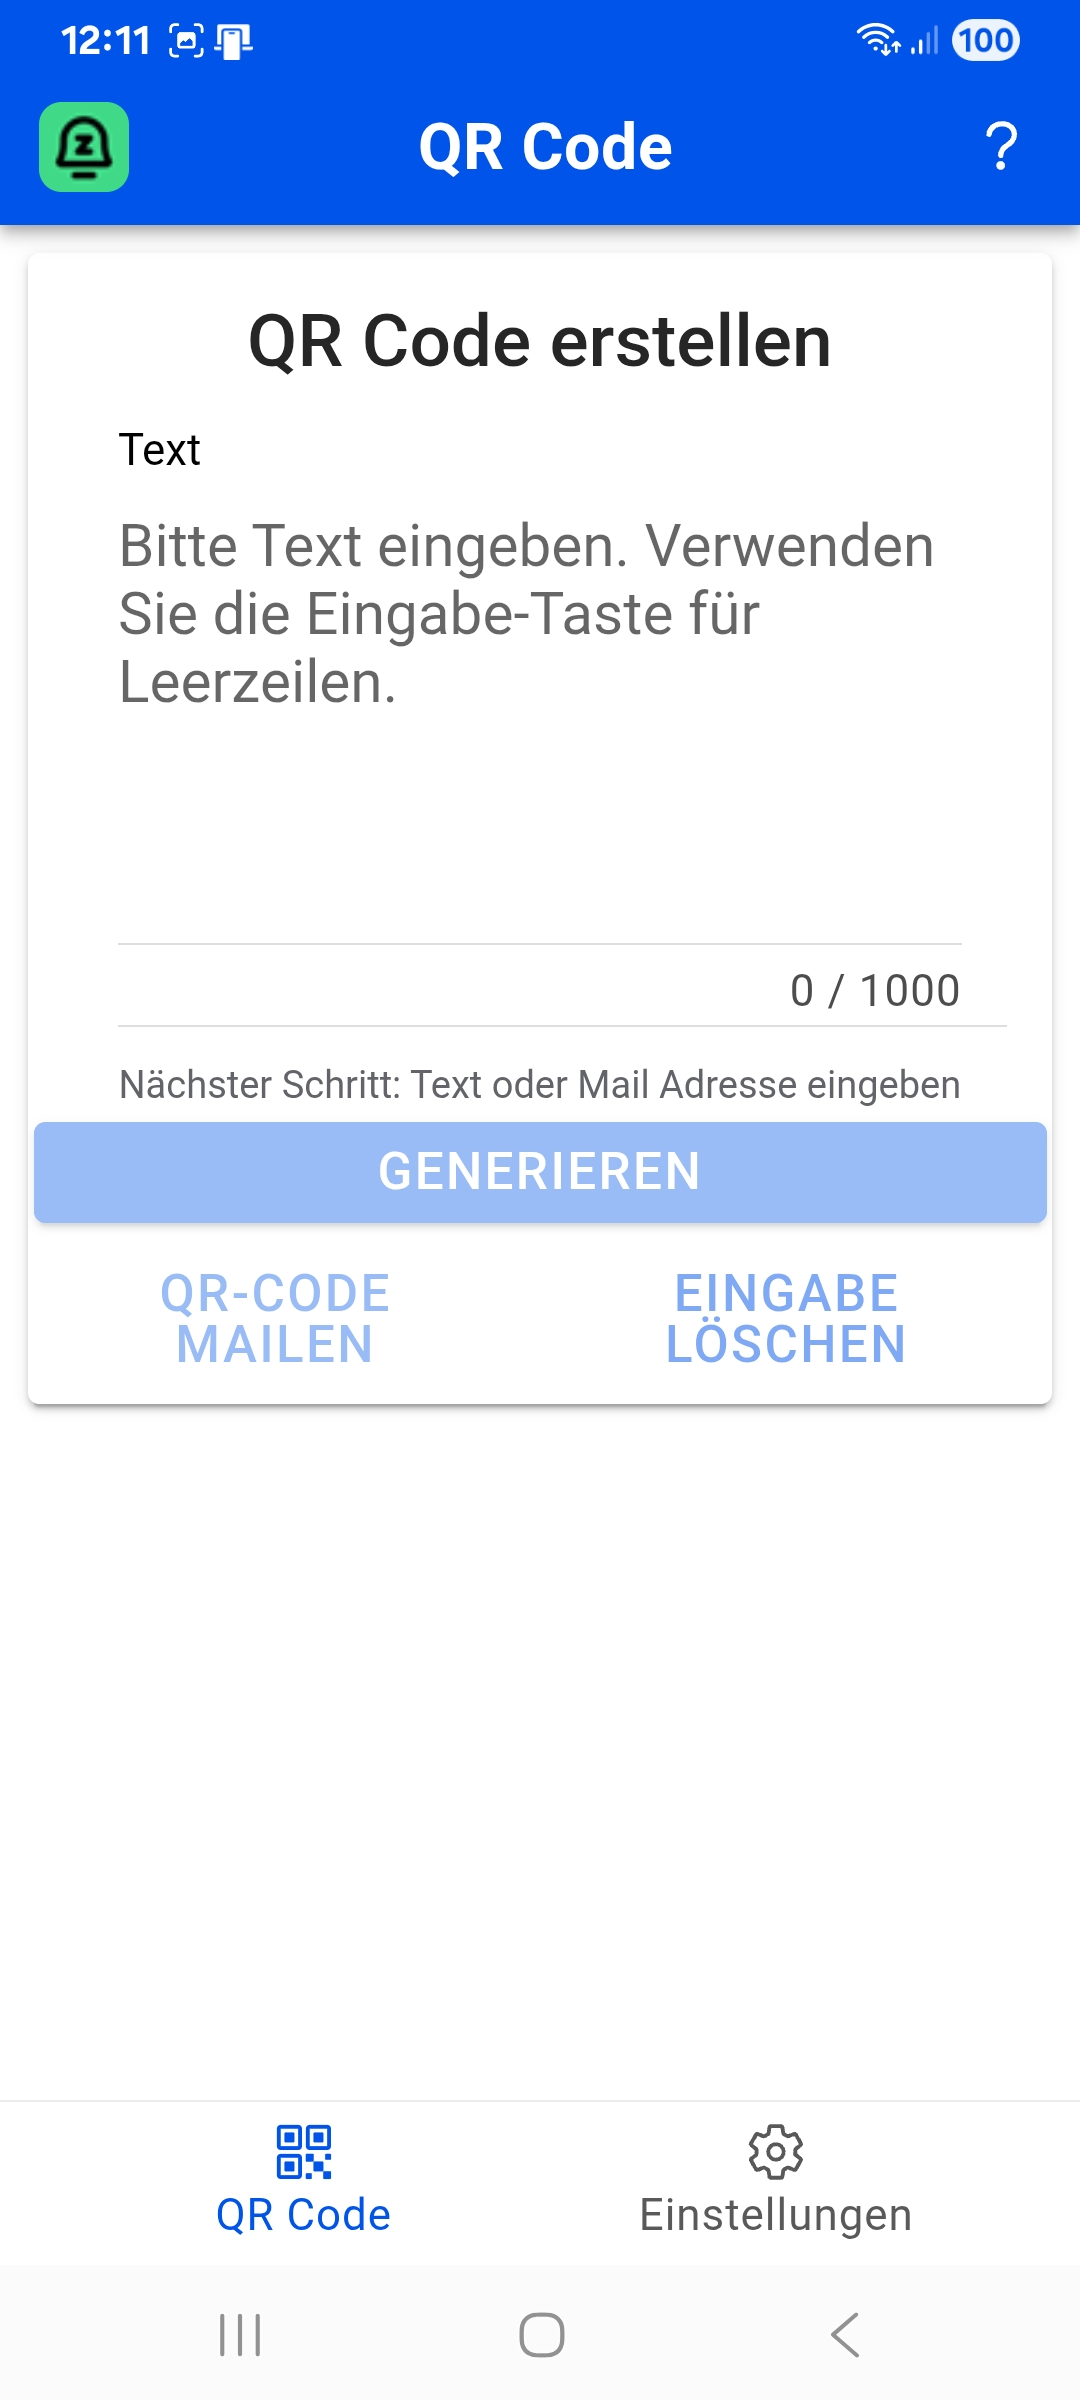 12:11
100
QR Code
?
QR Code erstellen
Text
Bitte Text eingeben. Verwenden
Sie die Eingabe-Taste für
Leerzeilen.
0 / 1000
Nächster Schritt: Text oder Mail Adresse eingeben
GENERIEREN
QR-CODE
MAILEN
EINGABE
LÖSCHEN
QR Code
Einstellungen